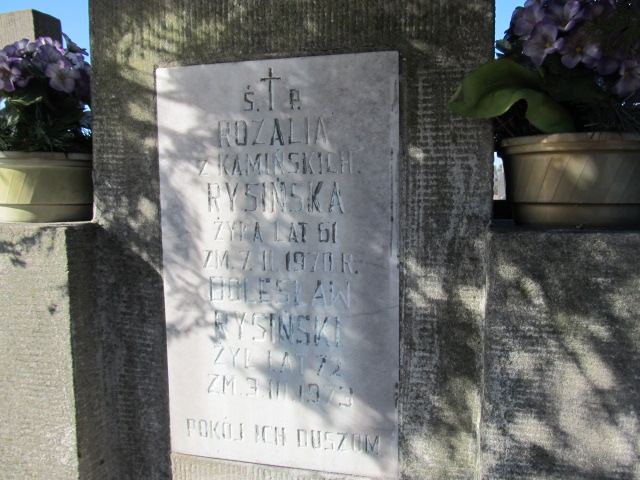 Ś. P.
ROZALIA
Z KAMIŃSKICH
RYSIŃSKA
ŻYŁA LAT 61
ZM. 7.II.1970 R.
BOLESŁAW
RYSIŃSKI
ŻYŁ LAT 72
ZM. 3.III.1973
POKÓJ ICH DUSZOM